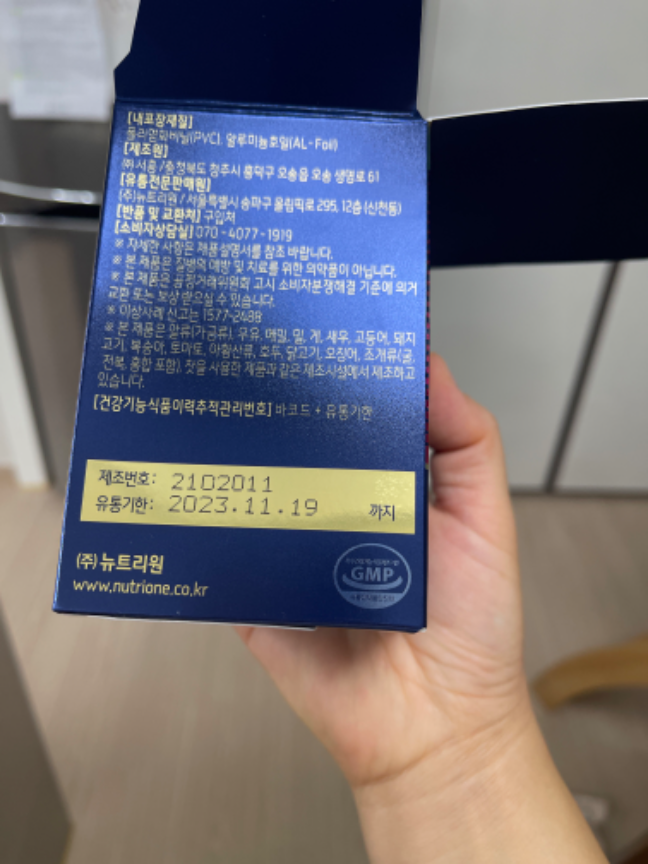 [내포장재질]
폴리염화비닐(PVC), 알루미늄호일(AL-Foil)
[제조원]
㈜서흥 / 충청북도 청주시 흥덕구 오송읍 오송 생명로 61
[유통전문판매원]
(주)뉴트리원 / 서울특별시 송파구 올림픽로 295, 12층 (신천동)
[반품 및 교환처] 구입처
[소비자상담실] 070-4077-1919
※ 자세한 사항은 제품설명서를 참조 바랍니다.
※ 본 제품은 질병의 예방 및 치료를 위한 의약품이 아닙니다.
※ 본 제품은 공정거래위원회 고시 소비자분쟁해결 기준에 의거
교환 또는 보상 받으실 수 있습니다.
※ 이상사례 신고는 1577-2488
※ 본 제품은 알류(가금류), 우유, 메밀, 밀, 게, 새우, 고등어, 돼지
고기, 복숭아, 토마토, 아황산류, 호두, 닭고기, 오징어, 조개류(굴,
전복, 홍합 포함), 잣을 사용한 제품과 같은 제조시설에서 제조하고
있습니다.
[건강기능식품이력추적관리번호] 바코드 + 유통기한
제조번호: 2102011
유통기한: 2023.11.19 까지
(주)뉴트리원
www.nutrione.co.kr
GMP